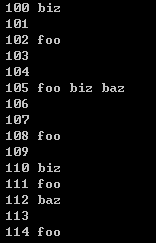 100 biz
101
102 foo
103
104
105 foo biz baz
106
107
108 foo
109
110 biz
111 foo
112 baz
113
114 foo